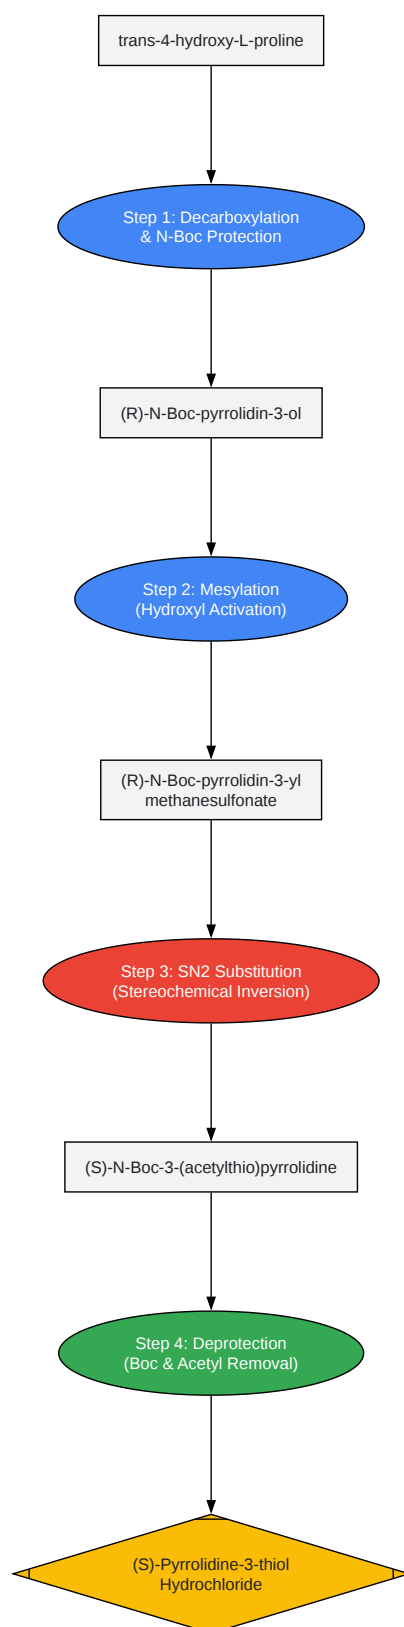 trans-4-hydroxy-L-proline
Step 1: Decarboxylation
& N-Boc Protection
(R)-N-Boc-pyrrolidin-3-ol
Step 2: Mesylation
(Hydroxyl Activation)
(R)-N-Boc-pyrrolidin-3-yl
methanesulfonate
Step 3: SN2 Substitution
(Stereochemical Inversion)
(S)-N-Boc-3-(acetylthio)pyrrolidine
Step 4: Deprotection
(Boc & Acetyl Removal)
(S)-Pyrrolidine-3-thiol
Hydrochloride